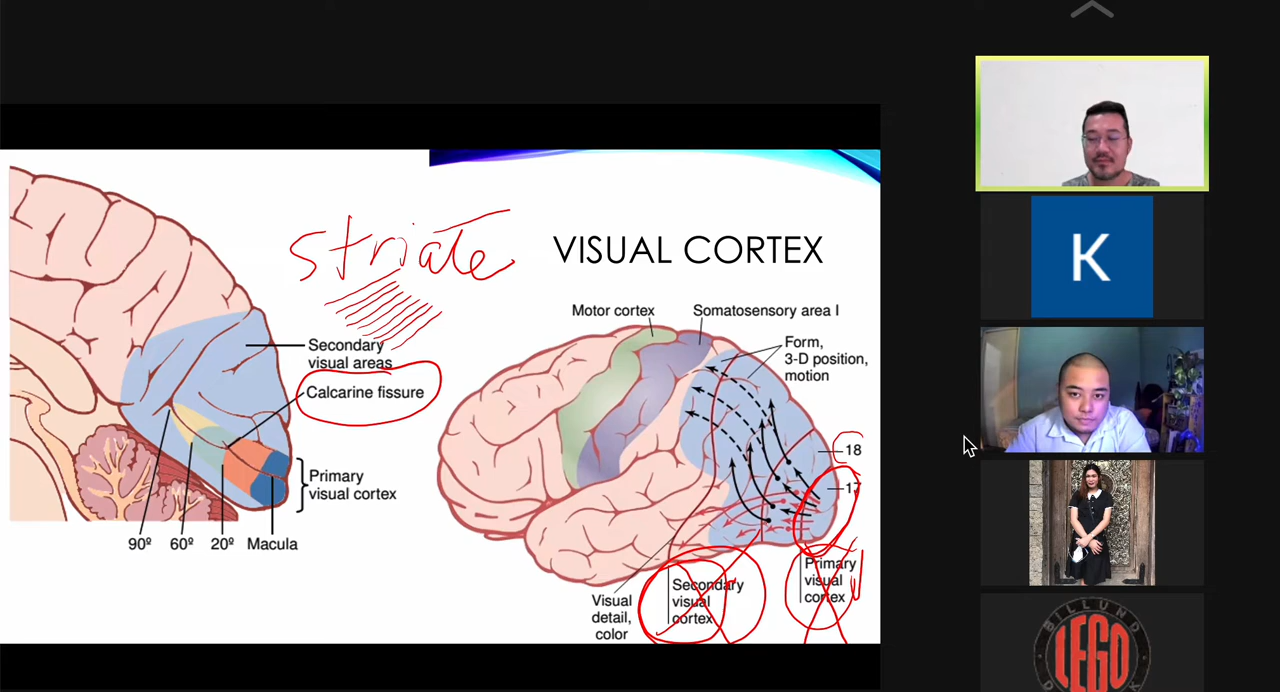 striate
VISUAL CORTEX
Motor cortex
Somatosensory area I
Form,
3-D position,
motion
Secondary
visual areas
Calcarine fissure
18
17
Primary
visual cortex
90º
60º
20º
Macula
Visual
detail,
color
Secondary
visual
cortex
Primary
visual
cortex
K
BILLUND
LEGO